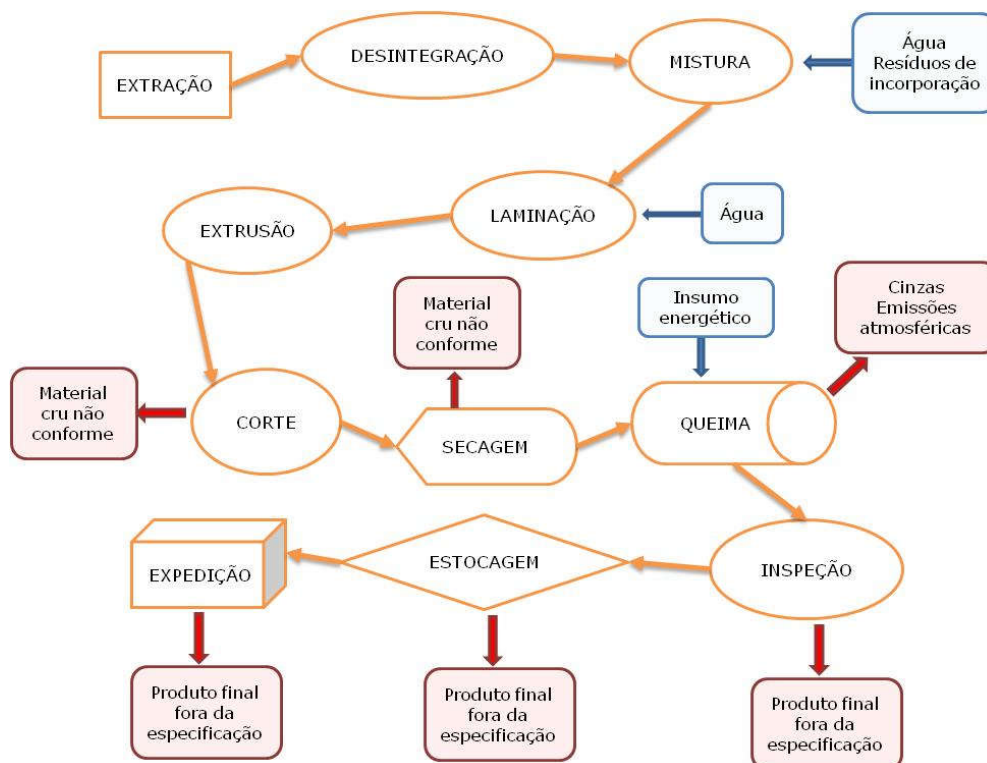 EXTRAÇÃO
DESINTEGRAÇÃO
MISTURA
Água
Resíduos de
incorporação
EXTRUSÃO
LAMINAÇÃO
Água
Material
cru não
conforme
Insumo
energético
Cinzas
Emissões
atmosféricas
Material
cru não
conforme
CORTE
SECAGEM
QUEIMA
EXPEDIÇÃO
ESTOCAGEM
INSPEÇÃO
Produto final
fora da
especificação
Produto final
fora da
especificação
Produto final
fora da
especificação